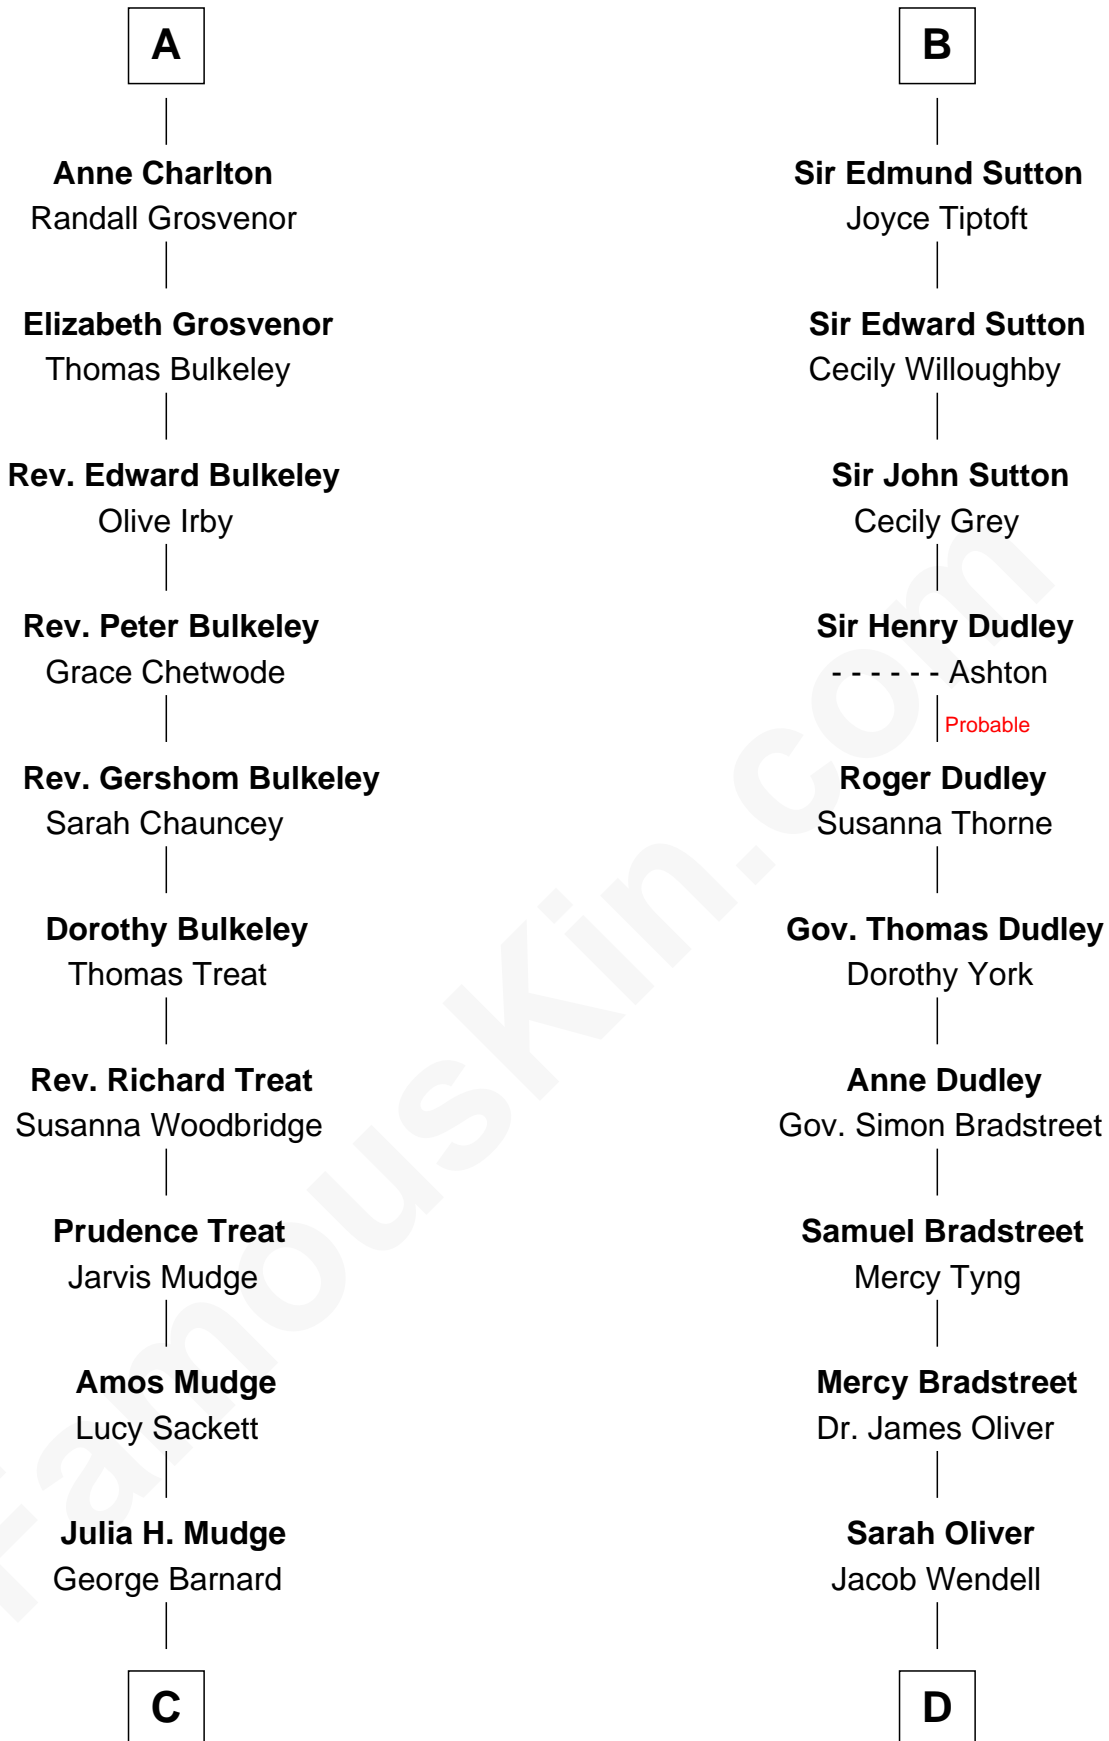 A
Anne Charlton
Randall Grosvenor
Elizabeth Grosvenor
Thomas Bulkeley
Rev. Edward Bulkeley
Olive Irby
Rev. Peter Bulkeley
Grace Chetwode
Rev. Gershom Bulkeley
Sarah Chauncey
Dorothy Bulkeley
Thomas Treat
Rev. Richard Treat
Susanna Woodbridge
Prudence Treat
Jarvis Mudge
Amos Mudge
Lucy Sackett
Julia H. Mudge
George Barnard
C
B
Sir Edmund Sutton
Joyce Tiptoft
Sir Edward Sutton
Cecily Willoughby
Sir John Sutton
Cecily Grey
Sir Henry Dudley
- - - - - - Ashton
Probable
Roger Dudley
Susanna Thorne
Gov. Thomas Dudley
Dorothy York
Anne Dudley
Gov. Simon Bradstreet
Samuel Bradstreet
Mercy Tyng
Mercy Bradstreet
Dr. James Oliver
Sarah Oliver
Jacob Wendell
D
FamousKin.com